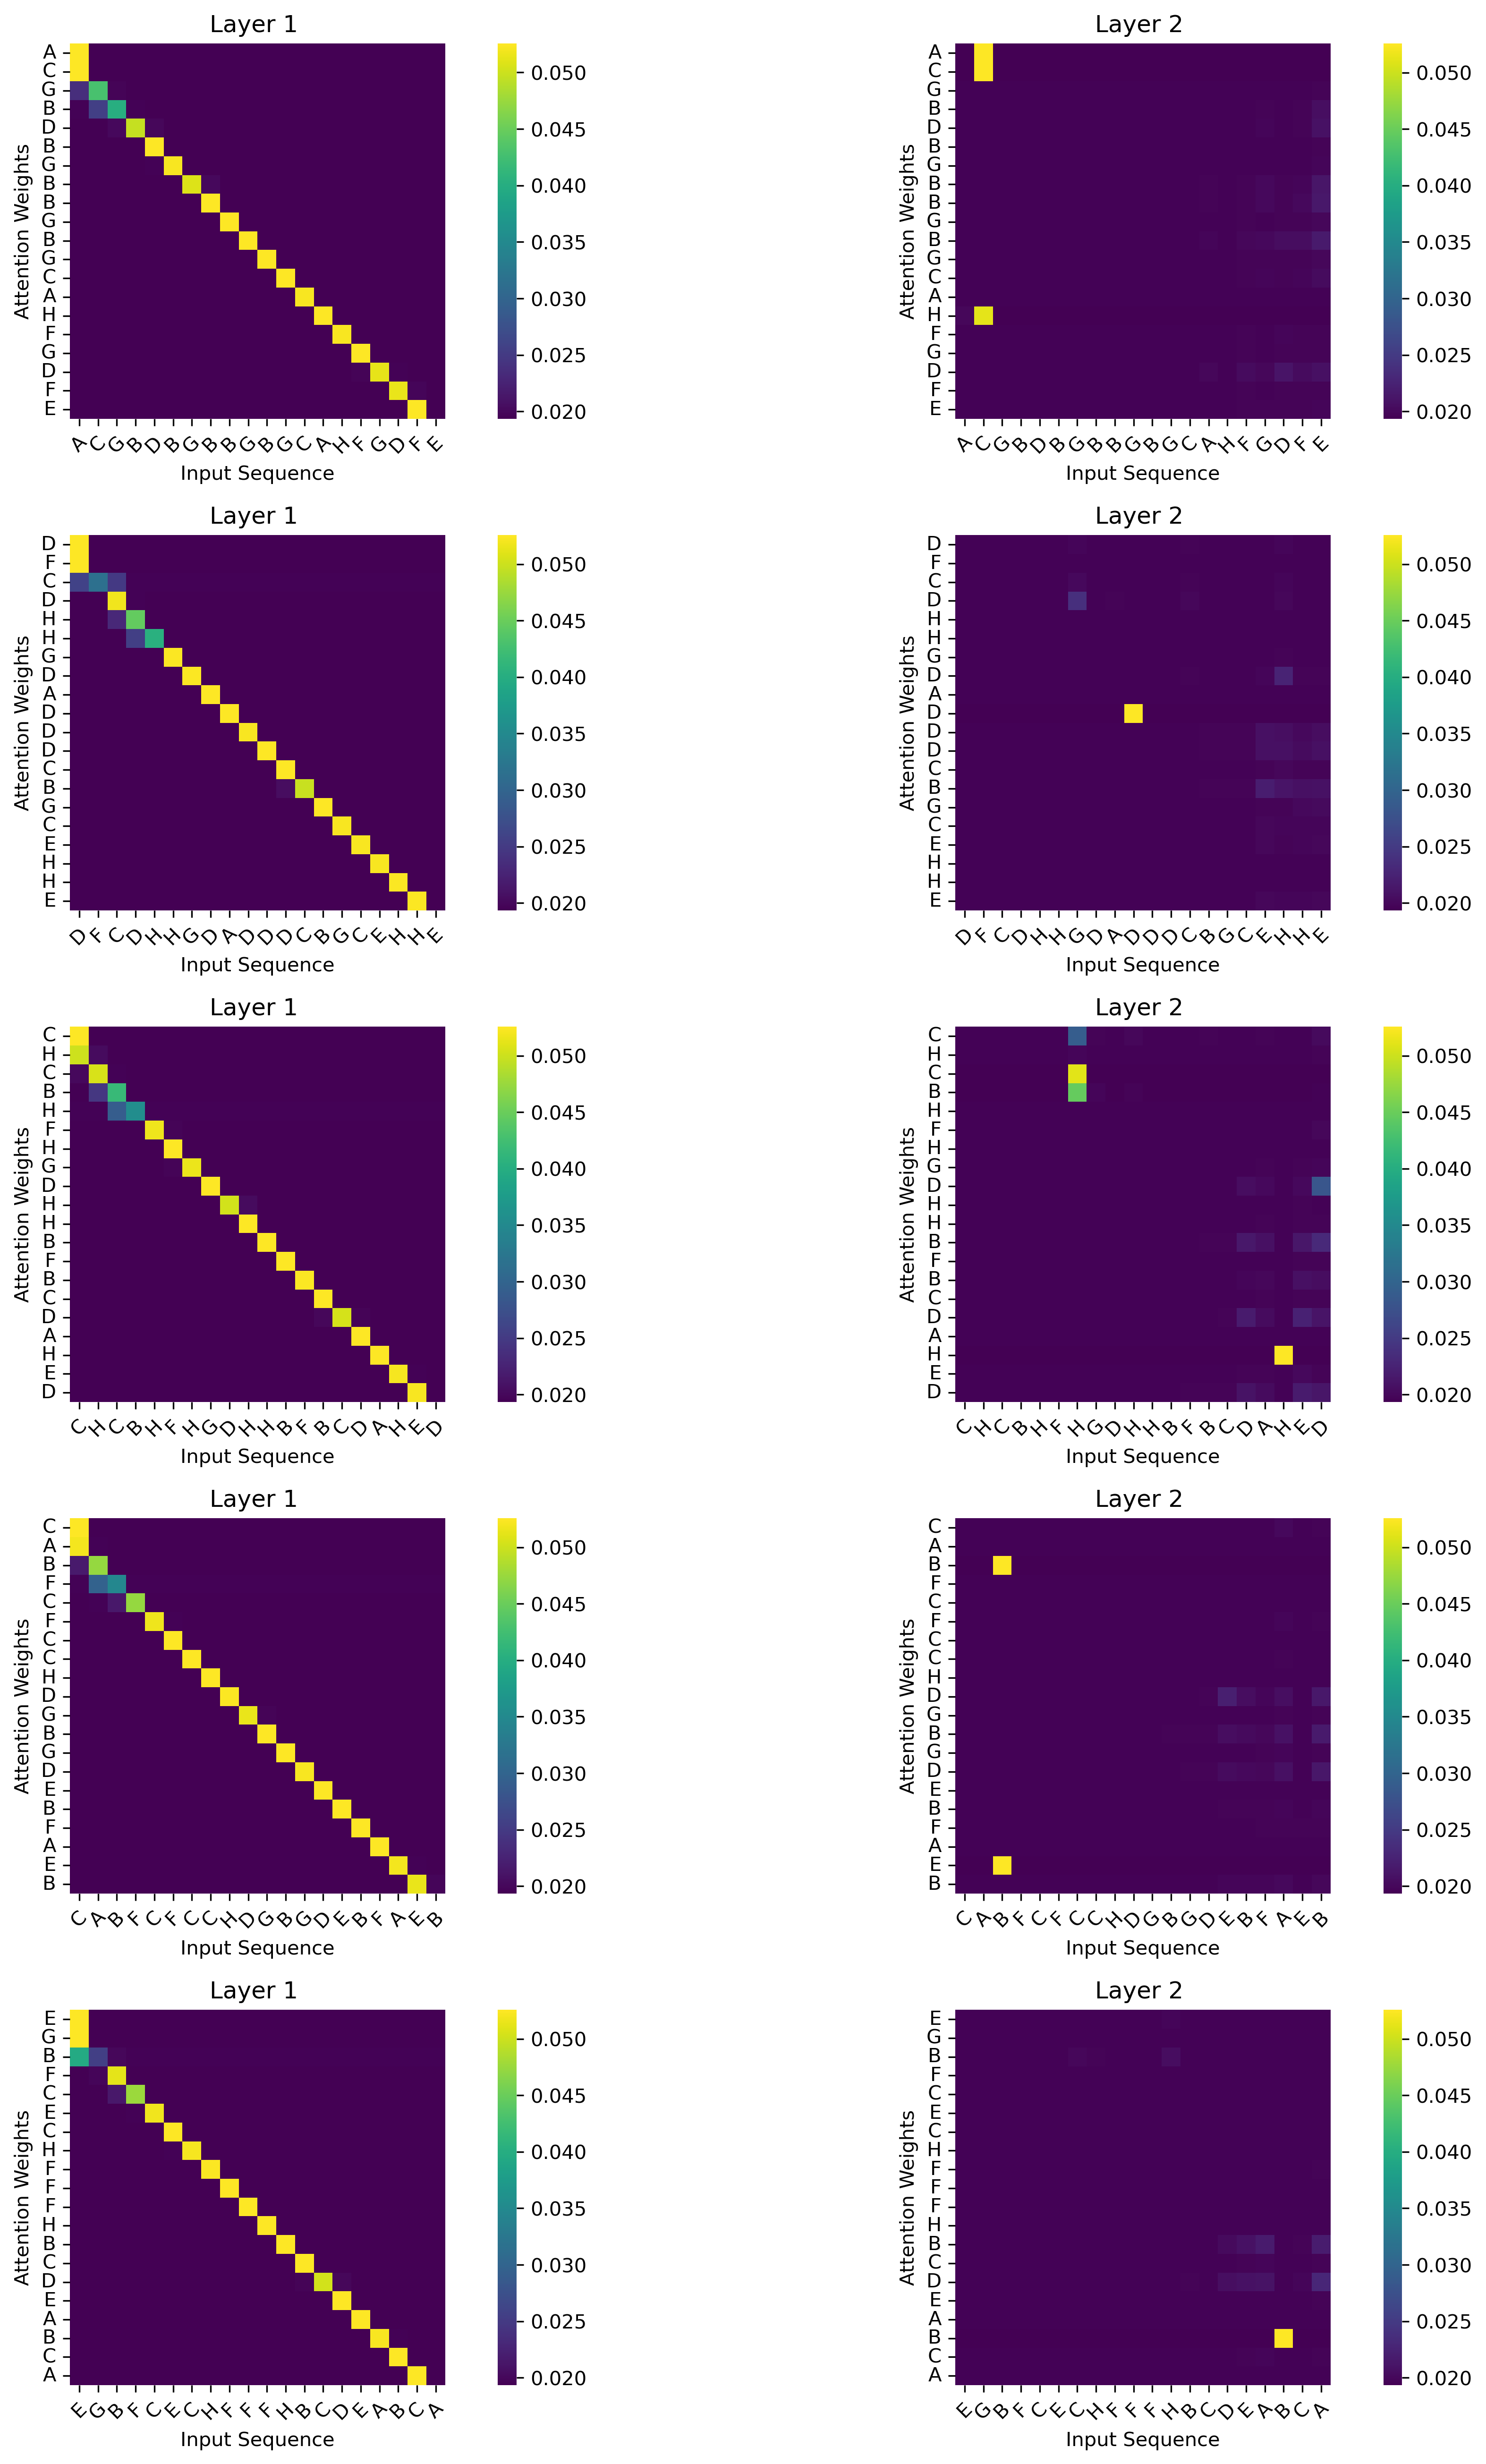 Layer 1
Attention Weights
A C G B D B G B B G B G C A H F G D F E
A C G B D B G B B G B G C A H F G D F E
Input Sequence
0.050
0.045
0.040
0.035
0.030
0.025
0.020
Layer 2
Attention Weights
A C G B D B G B B G B G C A H F G D F E
A C G B D B G B B G B G C A H F G D F E
Input Sequence
0.050
0.045
0.040
0.035
0.030
0.025
0.020
Layer 1
Attention Weights
D F C D H H G D A D D D C B G C E H H E
D F C D H H G D A D D D C B G C E H H E
Input Sequence
0.050
0.045
0.040
0.035
0.030
0.025
0.020
Layer 2
Attention Weights
D F C D H H G D A D D D C B G C E H H E
D F C D H H G D A D D D C B G C E H H E
Input Sequence
0.050
0.045
0.040
0.035
0.030
0.025
0.020
Layer 1
Attention Weights
C H C B H F H G D H H B F B C D A H E D
C H C B H F H G D H H B F B C D A H E D
Input Sequence
0.050
0.045
0.040
0.035
0.030
0.025
0.020
Layer 2
Attention Weights
C H C B H F H G D H H B F B C D A H E D
C H C B H F H G D H H B F B C D A H E D
Input Sequence
0.050
0.045
0.040
0.035
0.030
0.025
0.020
Layer 1
Attention Weights
C A B F C F C C H D G B G D E B F A E B
C A B F C F C C H D G B G D E B F A E B
Input Sequence
0.050
0.045
0.040
0.035
0.030
0.025
0.020
Layer 2
Attention Weights
C A B F C F C C H D G B G D E B F A E B
C A B F C F C C H D G B G D E B F A E B
Input Sequence
0.050
0.045
0.040
0.035
0.030
0.025
0.020
Layer 1
Attention Weights
E G B F C E C H F F F H B C D E A B C A
E G B F C E C H F F F H B C D E A B C A
Input Sequence
0.050
0.045
0.040
0.035
0.030
0.025
0.020
Layer 2
Attention Weights
E G B F C E C H F F F H B C D E A B C A
E G B F C E C H F F F H B C D E A B C A
Input Sequence
0.050
0.045
0.040
0.035
0.030
0.025
0.020